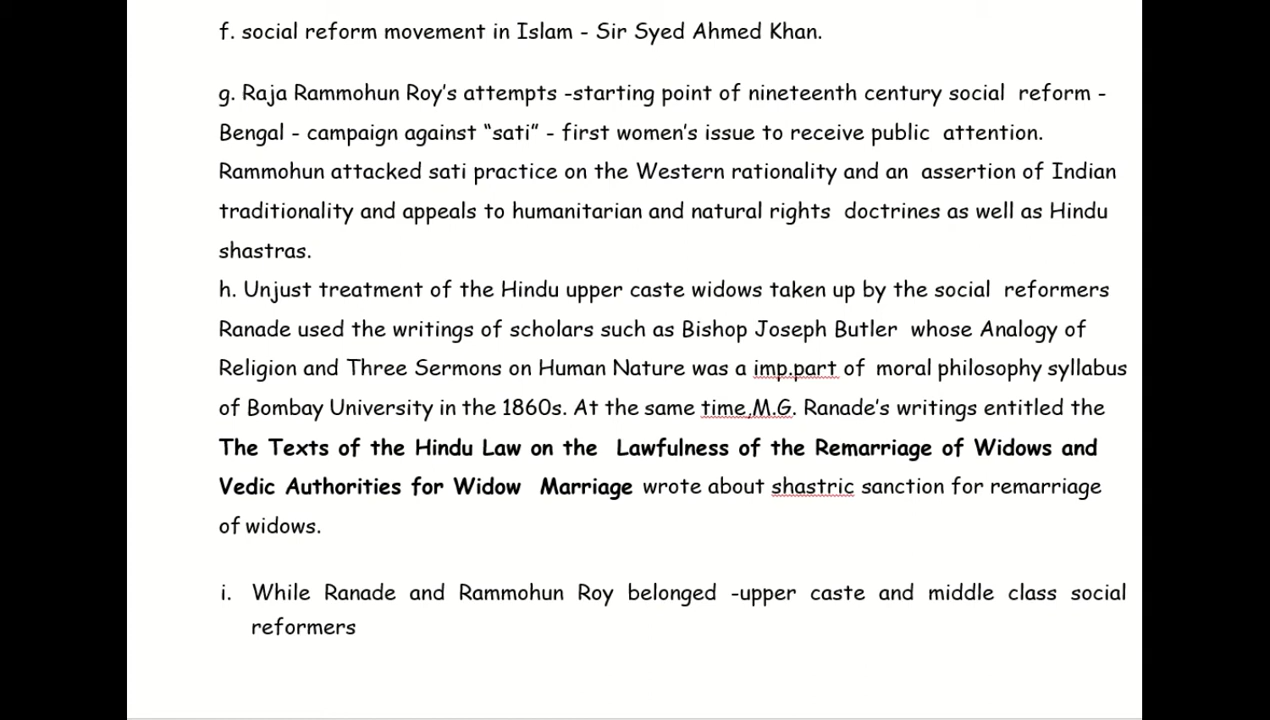 f. social reform movement in Islam - Sir Syed Ahmed Khan.
g. Raja Rammohun Roy's attempts -starting point of nineteenth century social reform -
Bengal - campaign against “sati” - first women's issue to receive public attention.
Rammohun attacked sati practice on the Western rationality and an assertion of Indian
traditionality and appeals to humanitarian and natural rights doctrines as well as Hindu
shastras.
h. Unjust treatment of the Hindu upper caste widows taken up by the social reformers
Ranade used the writings of scholars such as Bishop Joseph Butler whose Analogy of
Religion and Three Sermons on Human Nature was a imp.part of moral philosophy syllabus
of Bombay University in the 1860s. At the same time,M.G. Ranade's writings entitled the
The Texts of the Hindu Law on the Lawfulness of the Remarriage of Widows and
Vedic Authorities for Widow Marriage wrote about shastric sanction for remarriage
of widows.
i. While Ranade and Rammohun Roy belonged -upper caste and middle class social
reformers